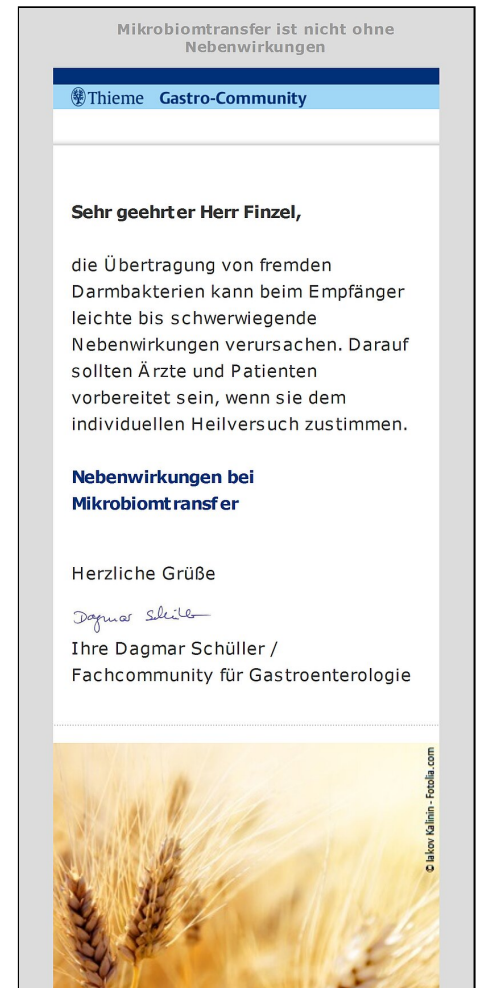 Mikrobiomtransfer ist nicht ohne
Nebenwirkungen
Thieme Gastro-Community
Sehr geehrter Herr Finzel,
die Übertragung von fremden
Darmbakterien kann beim Empfänger
leichte bis schwerwiegende
Nebenwirkungen verursachen. Darauf
sollten Ärzte und Patienten
vorbereitet sein, wenn sie dem
individuellen Heilversuch zustimmen.
Nebenwirkungen bei
Mikrobiomtransfer
Herzliche Grüße
Dagmar Schüller
Ihre Dagmar Schüller /
Fachcommunity für Gastroenterologie
© Iakov Kalinin - Fotolia.com